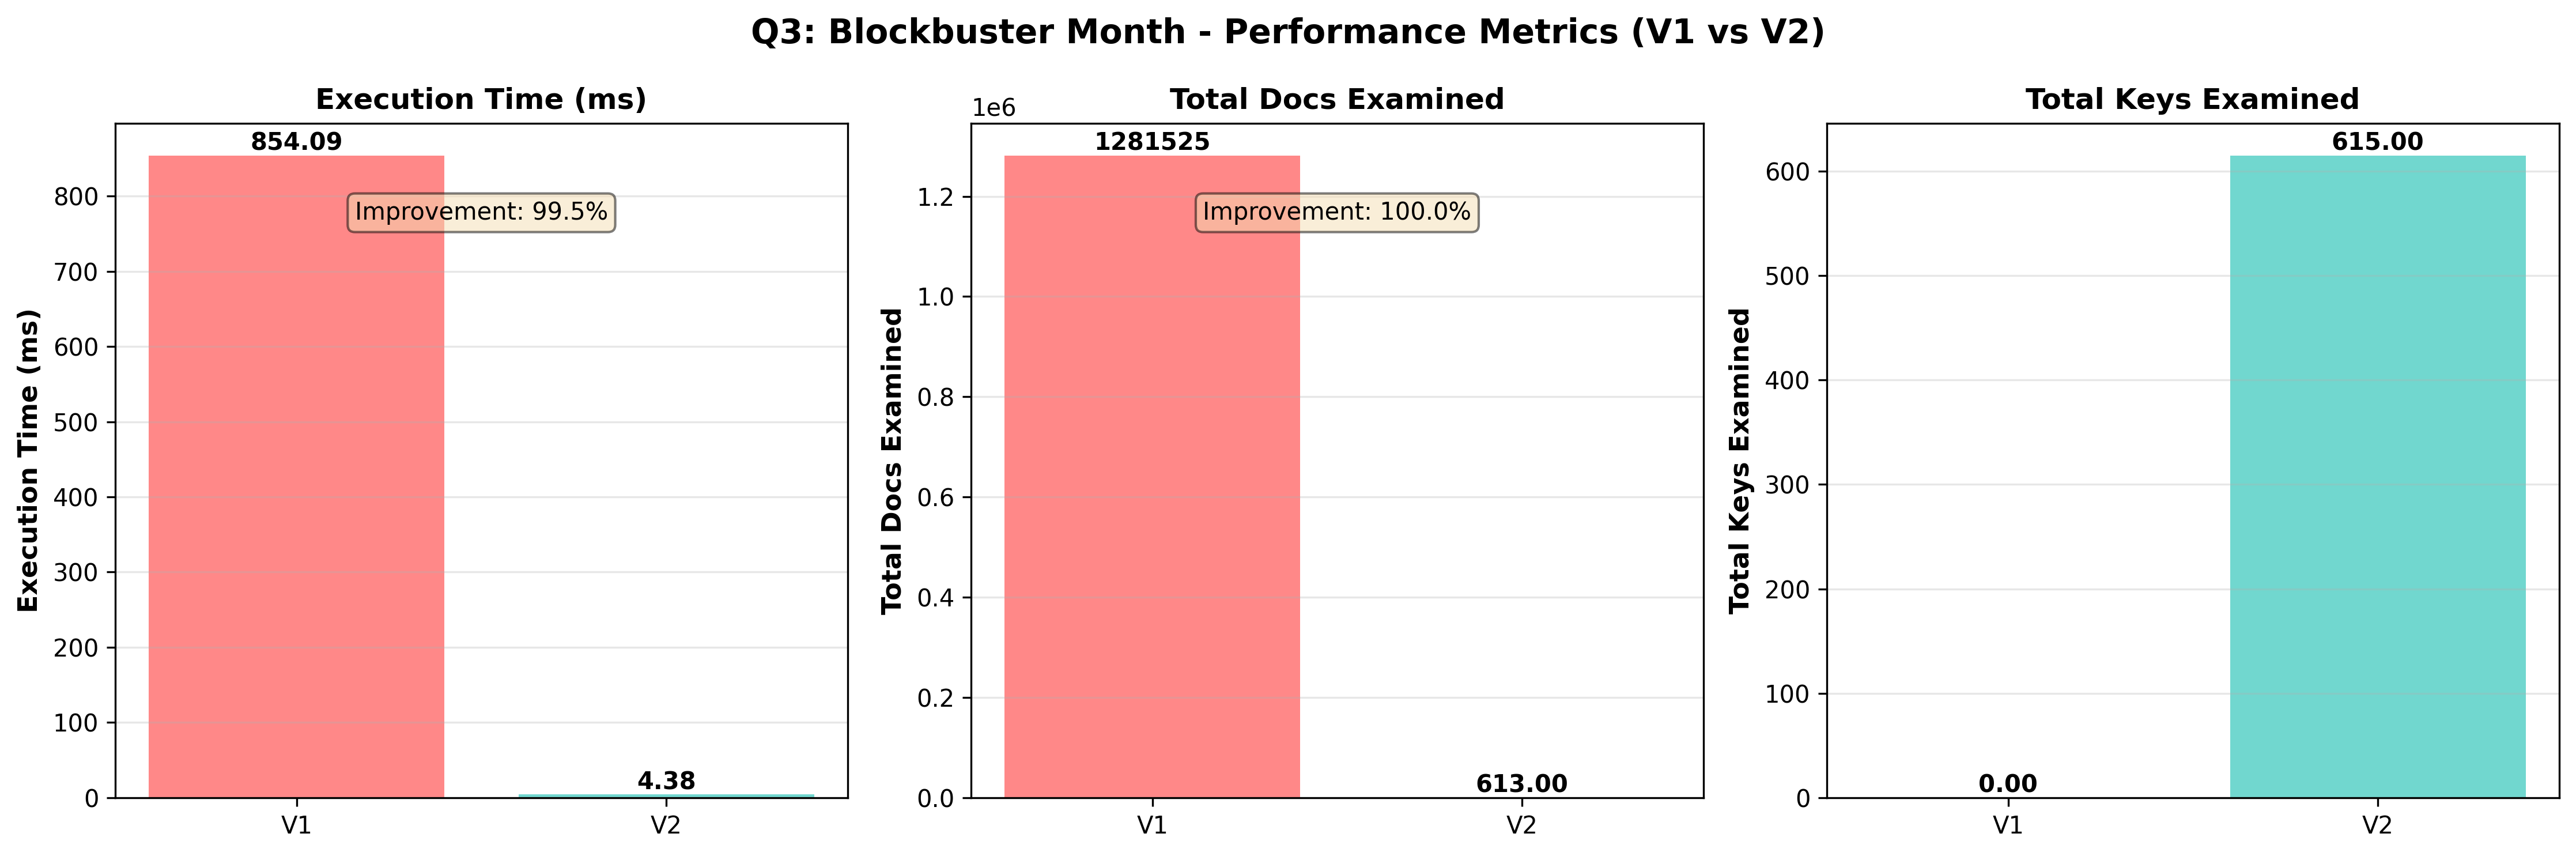 Q3: Blockbuster Month - Performance Metrics (V1 vs V2)
Execution Time (ms)
Execution Time (ms)
800
700
600
500
400
300
200
100
0
854.09
Improvement: 99.5%
4.38
V1
V2
Total Docs Examined
1e6
Total Docs Examined
1.2
1.0
0.8
0.6
0.4
0.2
0.0
1281525
Improvement: 100.0%
613.00
V1
V2
Total Keys Examined
Total Keys Examined
600
500
400
300
200
100
0
615.00
0.00
V1
V2